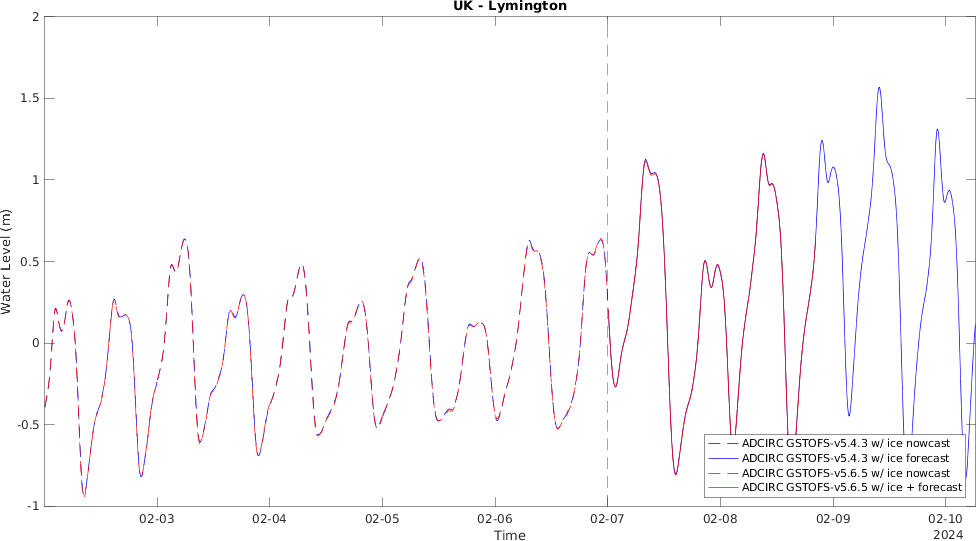 UK - Lymington
2
1.5
1
0.5
0
-0.5
-1
Water Level (m)
02-03 02-04 02-05 02-06 02-07 02-08 02-09 02-10
2024
Time
ADCIRC GSTOFS-v5.4.3 w/ ice nowcast
ADCIRC GSTOFS-v5.4.3 w/ ice forecast
ADCIRC GSTOFS-v5.6.5 w/ ice nowcast
ADCIRC GSTOFS-v5.6.5 w/ ice + forecast